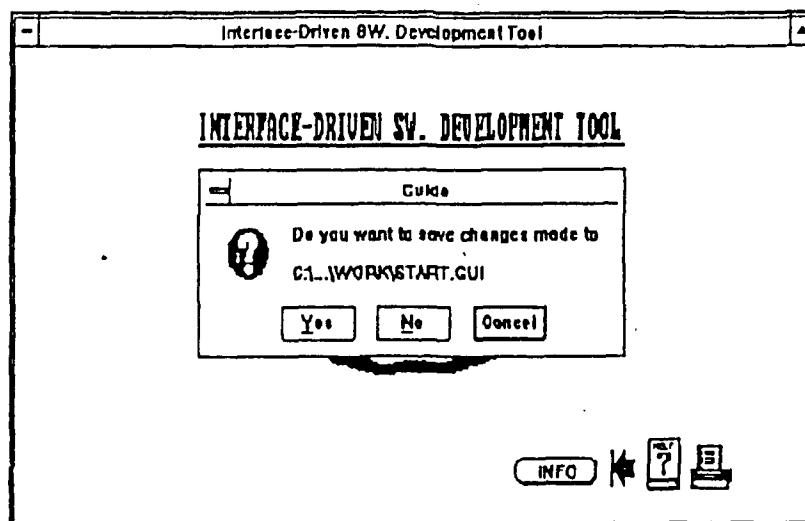 Interface-Driven SW. Development Tool
INTERFACE-DRIVEN SW. DEVELOPMENT TOOL
Guide
Do you want to save changes made to
C:\...\WORK\START.GUI
Yes No Cancel
INFO
HELP
?